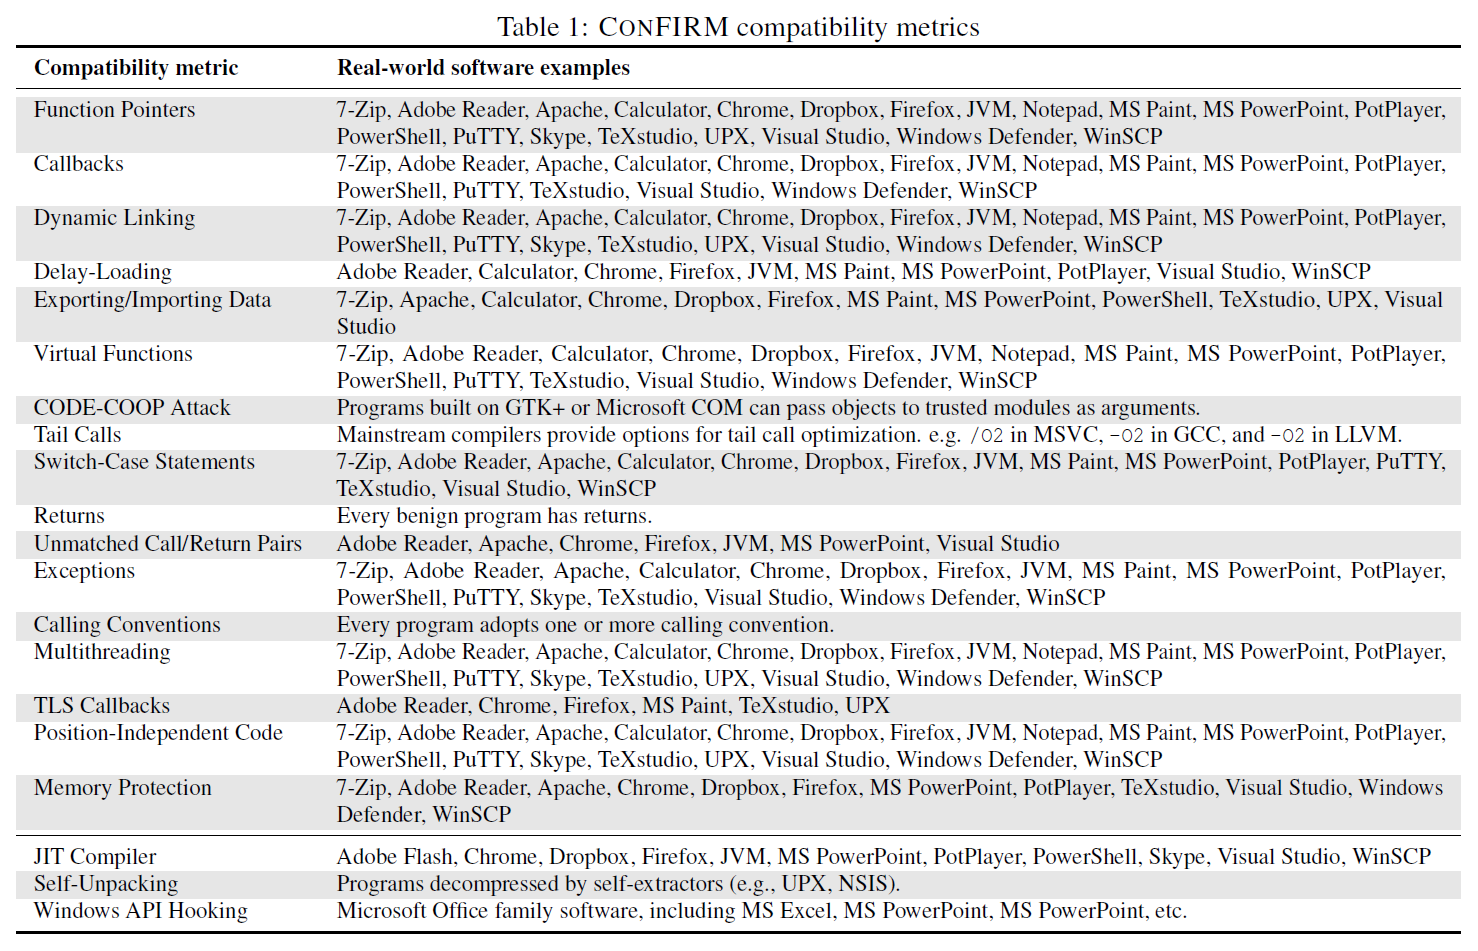 Table 1: CONFIRM compatibility metrics
Compatibility metric Real-world software examples
Function Pointers 7-Zip, Adobe Reader, Apache, Calculator, Chrome, Dropbox, Firefox, JVM, Notepad, MS Paint, MS PowerPoint, PotPlayer,
PowerShell, PuTTY, Skype, TeXstudio, UPX, Visual Studio, Windows Defender, WinSCP
Callbacks 7-Zip, Adobe Reader, Apache, Calculator, Chrome, Dropbox, Firefox, JVM, Notepad, MS Paint, MS PowerPoint, PotPlayer,
PowerShell, PuTTY, TeXstudio, Visual Studio, Windows Defender, WinSCP
Dynamic Linking 7-Zip, Adobe Reader, Apache, Calculator, Chrome, Dropbox, Firefox, JVM, Notepad, MS Paint, MS PowerPoint, PotPlayer,
PowerShell, PuTTY, Skype, TeXstudio, UPX, Visual Studio, Windows Defender, WinSCP
Delay-Loading Adobe Reader, Calculator, Chrome, Firefox, JVM, MS Paint, MS PowerPoint, PotPlayer, Visual Studio, WinSCP
Exporting/Importing Data 7-Zip, Apache, Calculator, Chrome, Dropbox, Firefox, MS Paint, MS PowerPoint, PowerShell, TeXstudio, UPX, Visual
Studio
Virtual Functions 7-Zip, Adobe Reader, Calculator, Chrome, Dropbox, Firefox, JVM, Notepad, MS Paint, MS PowerPoint, PotPlayer,
PowerShell, PuTTY, TeXstudio, Visual Studio, Windows Defender, WinSCP
CODE-COOP Attack Programs built on GTK+ or Microsoft COM can pass objects to trusted modules as arguments.
Tail Calls Mainstream compilers provide options for tail call optimization. e.g. /O2 in MSVC, -O2 in GCC, and -O2 in LLVM.
Switch-Case Statements 7-Zip, Adobe Reader, Apache, Calculator, Chrome, Dropbox, Firefox, JVM, MS Paint, MS PowerPoint, PotPlayer, PuTTY,
TeXstudio, Visual Studio, WinSCP
Returns Every benign program has returns.
Unmatched Call/Return Pairs Adobe Reader, Apache, Chrome, Firefox, JVM, MS PowerPoint, Visual Studio
Exceptions 7-Zip, Adobe Reader, Apache, Calculator, Chrome, Dropbox, Firefox, JVM, MS Paint, MS PowerPoint, PotPlayer,
PowerShell, PuTTY, Skype, TeXstudio, Visual Studio, Windows Defender, WinSCP
Calling Conventions Every program adopts one or more calling convention.
Multithreading 7-Zip, Adobe Reader, Apache, Calculator, Chrome, Dropbox, Firefox, JVM, Notepad, MS Paint, MS PowerPoint, PotPlayer,
PowerShell, PuTTY, Skype, TeXstudio, UPX, Visual Studio, Windows Defender, WinSCP
TLS Callbacks Adobe Reader, Chrome, Firefox, MS Paint, TeXstudio, UPX
Position-Independent Code 7-Zip, Adobe Reader, Apache, Calculator, Chrome, Dropbox, Firefox, JVM, Notepad, MS Paint, MS PowerPoint, PotPlayer,
PowerShell, PuTTY, Skype, TeXstudio, UPX, Visual Studio, Windows Defender, WinSCP
Memory Protection 7-Zip, Adobe Reader, Apache, Chrome, Dropbox, Firefox, MS PowerPoint, PotPlayer, TeXstudio, Visual Studio, Windows
Defender, WinSCP
JIT Compiler Adobe Flash, Chrome, Dropbox, Firefox, JVM, MS PowerPoint, PotPlayer, PowerShell, Skype, Visual Studio, WinSCP
Self-Unpacking Programs decompressed by self-extractors (e.g., UPX, NSIS).
Windows API Hooking Microsoft Office family software, including MS Excel, MS PowerPoint, MS PowerPoint, etc.